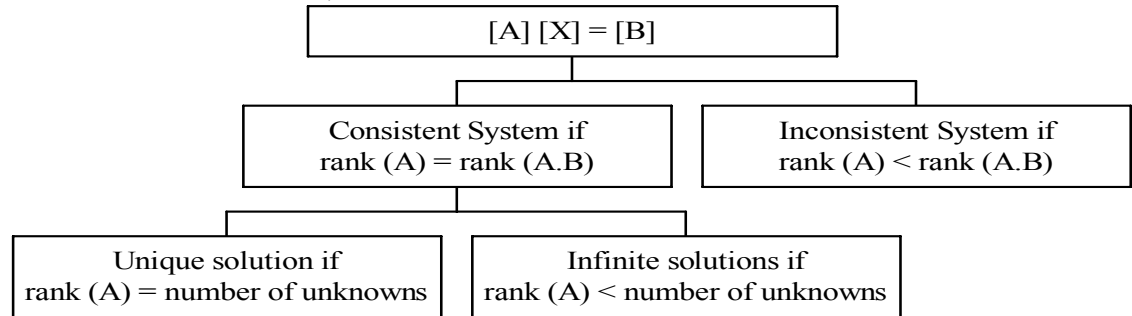 [A] [X] = [B]
Consistent System if
rank (A) = rank (A.B)
Inconsistent System if
rank (A) < rank (A.B)
Unique solution if
rank (A) = number of unknowns
Infinite solutions if
rank (A) < number of unknowns